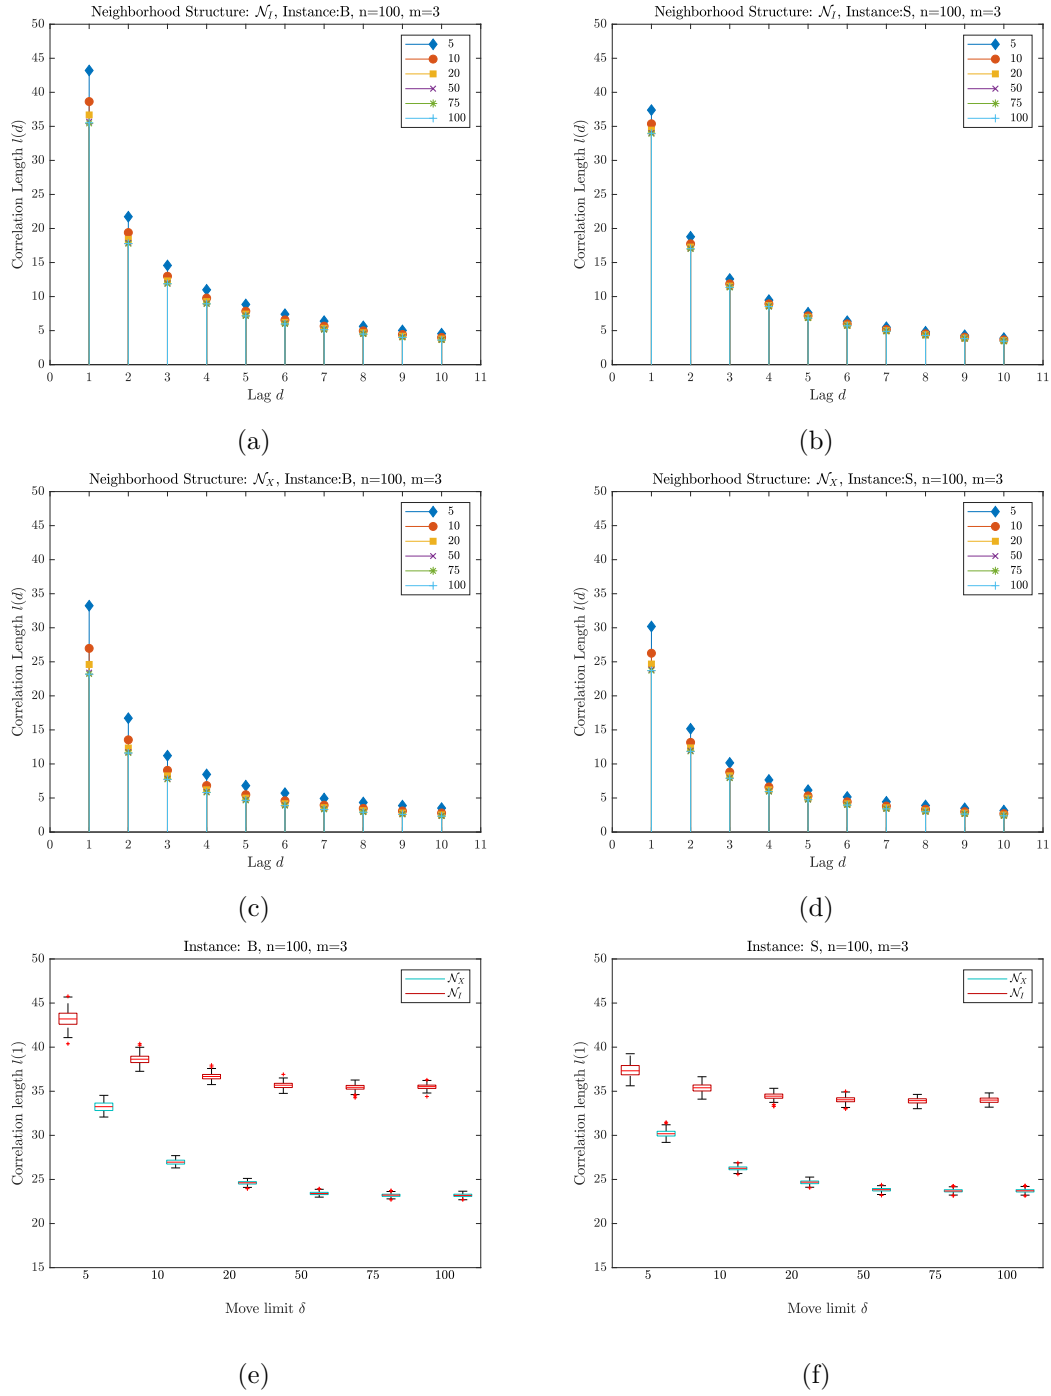 Neighborhood Structure: 𝒩_I, Instance:B, n=100, m=3
Correlation Length l(d)
50
45
40
35
30
25
20
15
10
5
0
5
10
20
50
75
100
0 1 2 3 4 5 6 7 8 9 10 11
Lag d
(a)
Neighborhood Structure: 𝒩_I, Instance:S, n=100, m=3
Correlation Length l(d)
50
45
40
35
30
25
20
15
10
5
0
5
10
20
50
75
100
0 1 2 3 4 5 6 7 8 9 10 11
Lag d
(b)
Neighborhood Structure: 𝒩_X, Instance:B, n=100, m=3
Correlation Length l(d)
50
45
40
35
30
25
20
15
10
5
0
5
10
20
50
75
100
0 1 2 3 4 5 6 7 8 9 10 11
Lag d
(c)
Neighborhood Structure: 𝒩_X, Instance:S, n=100, m=3
Correlation Length l(d)
50
45
40
35
30
25
20
15
10
5
0
5
10
20
50
75
100
0 1 2 3 4 5 6 7 8 9 10 11
Lag d
(d)
Instance: B, n=100, m=3
Correlation length l(1)
50
45
40
35
30
25
20
15
𝒩_X
𝒩_I
5 10 20 50 75 100
Move limit δ
(e)
Instance: S, n=100, m=3
Correlation length l(1)
50
45
40
35
30
25
20
15
𝒩_X
𝒩_I
5 10 20 50 75 100
Move limit δ
(f)